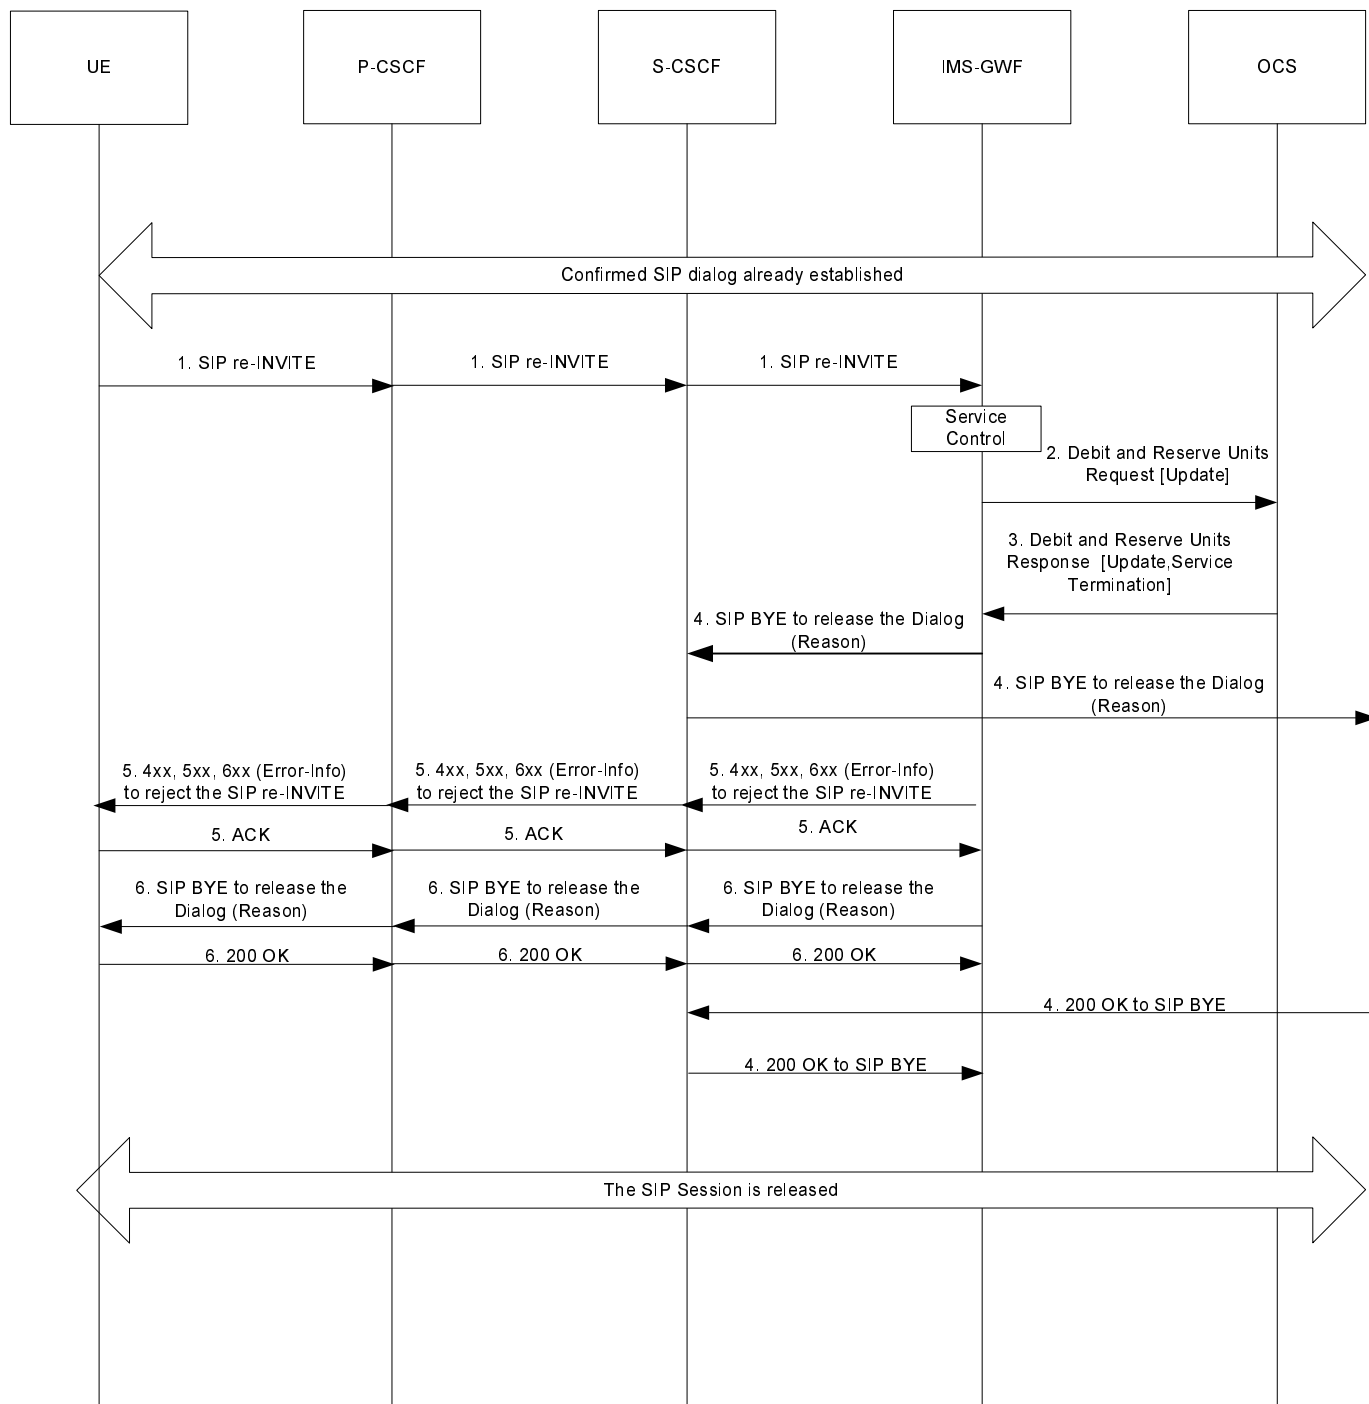 UE
P-CSCF
S-CSCF
IMS-GWF
OCS
Confirmed SIP dialog already established
1. SIP re-INVITE
1. SIP re-INVITE
1. SIP re-INVITE
Service
Control
2. Debit and Reserve Units
Request [Update]
3. Debit and Reserve Units
Response [Update,Service
Termination]
4. SIP BYE to release the Dialog
(Reason)
4. SIP BYE to release the Dialog
(Reason)
5. 4xx, 5xx, 6xx (Error-Info)
to reject the SIP re-INVITE
5. 4xx, 5xx, 6xx (Error-Info)
to reject the SIP re-INVITE
5. 4xx, 5xx, 6xx (Error-Info)
to reject the SIP re-INVITE
5. ACK
5. ACK
5. ACK
6. SIP BYE to release the
Dialog (Reason)
6. SIP BYE to release the
Dialog (Reason)
6. SIP BYE to release the
Dialog (Reason)
6. 200 OK
6. 200 OK
6. 200 OK
4. 200 OK to SIP BYE
4. 200 OK to SIP BYE
The SIP Session is released